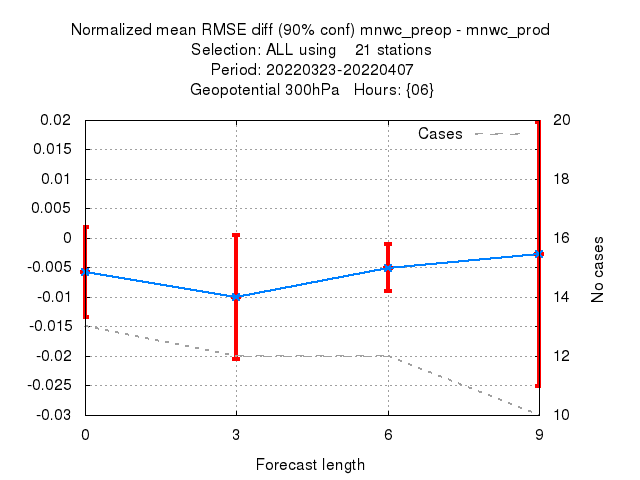 Normalized mean RMSE diff (90% conf) mnwc_preop - mnwc_prod
Selection: ALL using    21 stations
Period: 20220323-20220407
Geopotential 300hPa   Hours: {06}
Cases
0.02
0.015
0.01
0.005
0
-0.005
-0.01
-0.015
-0.02
-0.025
-0.03
20
18
16
14
12
10
No cases
0 3 6 9
Forecast length